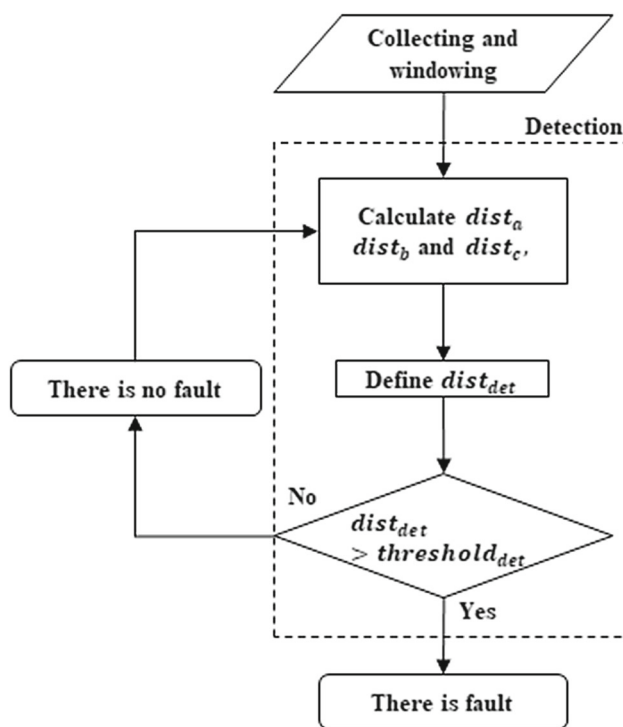 Collecting and
windowing
Detection
Calculate dist_a
dist_b and dist_c,
There is no fault
Define dist_det
No
dist_det
> threshold_det
Yes
There is fault